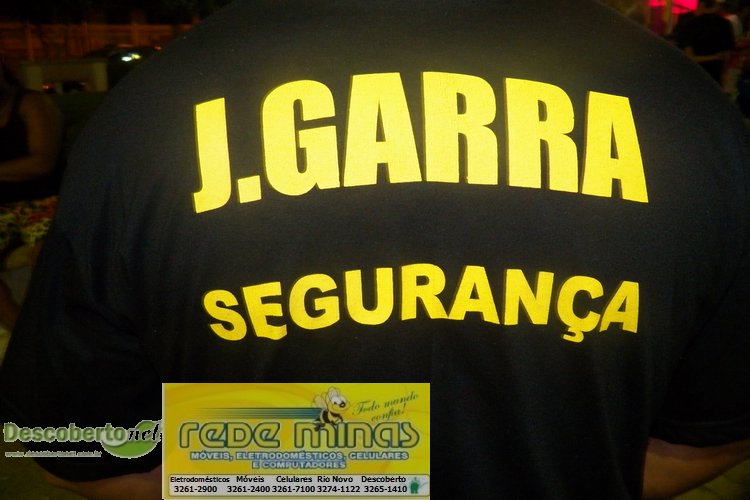 J.GARRA
SEGURANÇA
Descoberto.net
rede minas
Todo mundo
confia!
MÓVEIS, ELETRODOMÉSTICOS, CELULARES
E COMPUTADORES
Eletrodomésticos Móveis Celulares Rio Novo Descoberto
3261-2900 3261-2400 3261-7100 3274-1122 3265-1410